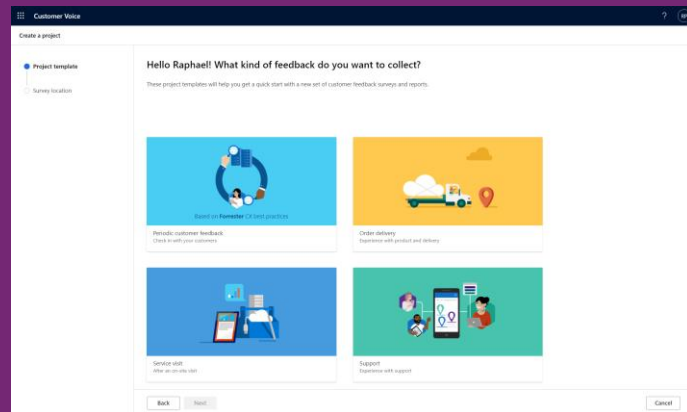 Customer Voice
?
Create a project
Project template
Survey location
Hello Raphael! What kind of feedback do you want to collect?
These project templates will help you get a quick start with a new set of customer feedback surveys and reports.
Based on Forrester CX best practices
Periodic customer feedback
Check in with your customers
Order delivery
Experience with product and delivery
Service visit
After an on-site visit
Support
Experience with support
Back
Next
Cancel